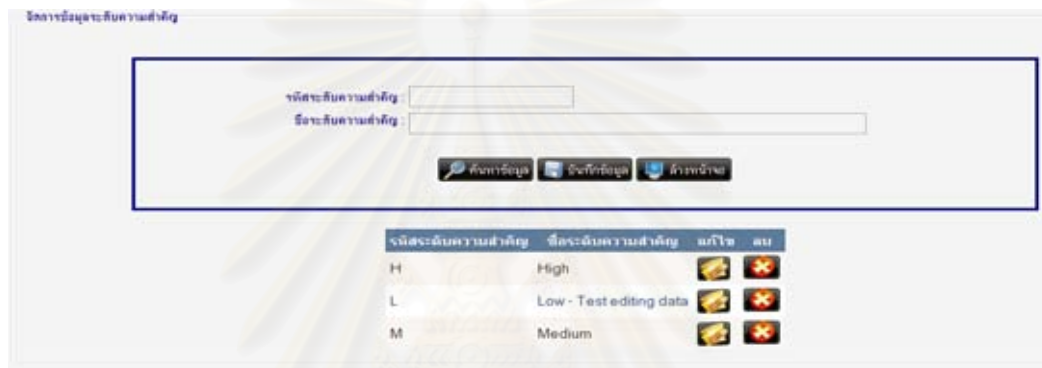 จัดการข้อมูลระดับความสำคัญ
รหัสระดับความสำคัญ :
ชื่อระดับความสำคัญ :
ค้นหาข้อมูล บันทึกข้อมูล ล้างหน้าจอ
รหัสระดับความสำคัญ ชื่อระดับความสำคัญ แก้ไข ลบ
H High
L Low - Test editing data
M Medium